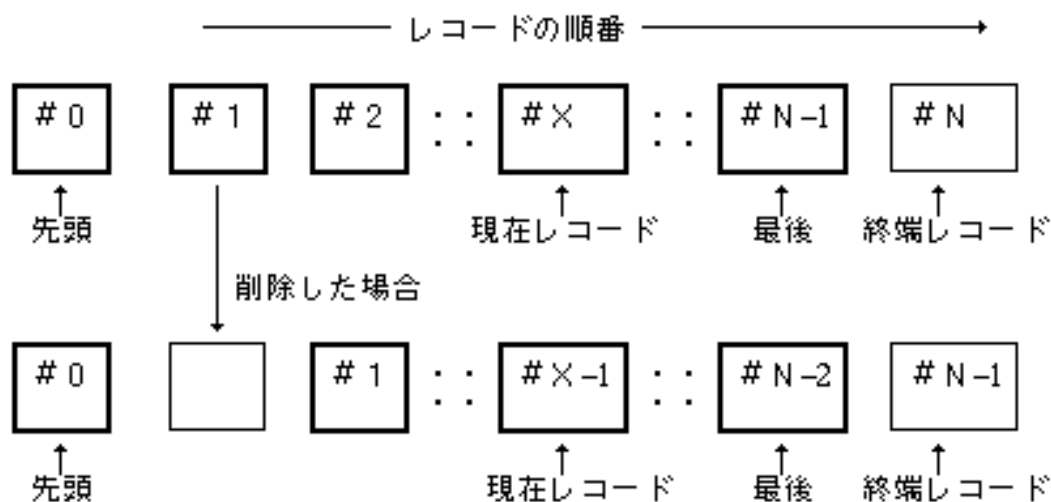 レコードの順番
#0 #1 #2 :: #X :: #N-1 #N
先頭 現在レコード 最後 終端レコード
削除した場合
#0 #1 :: #X-1 :: #N-2 #N-1
先頭 現在レコード 最後 終端レコード